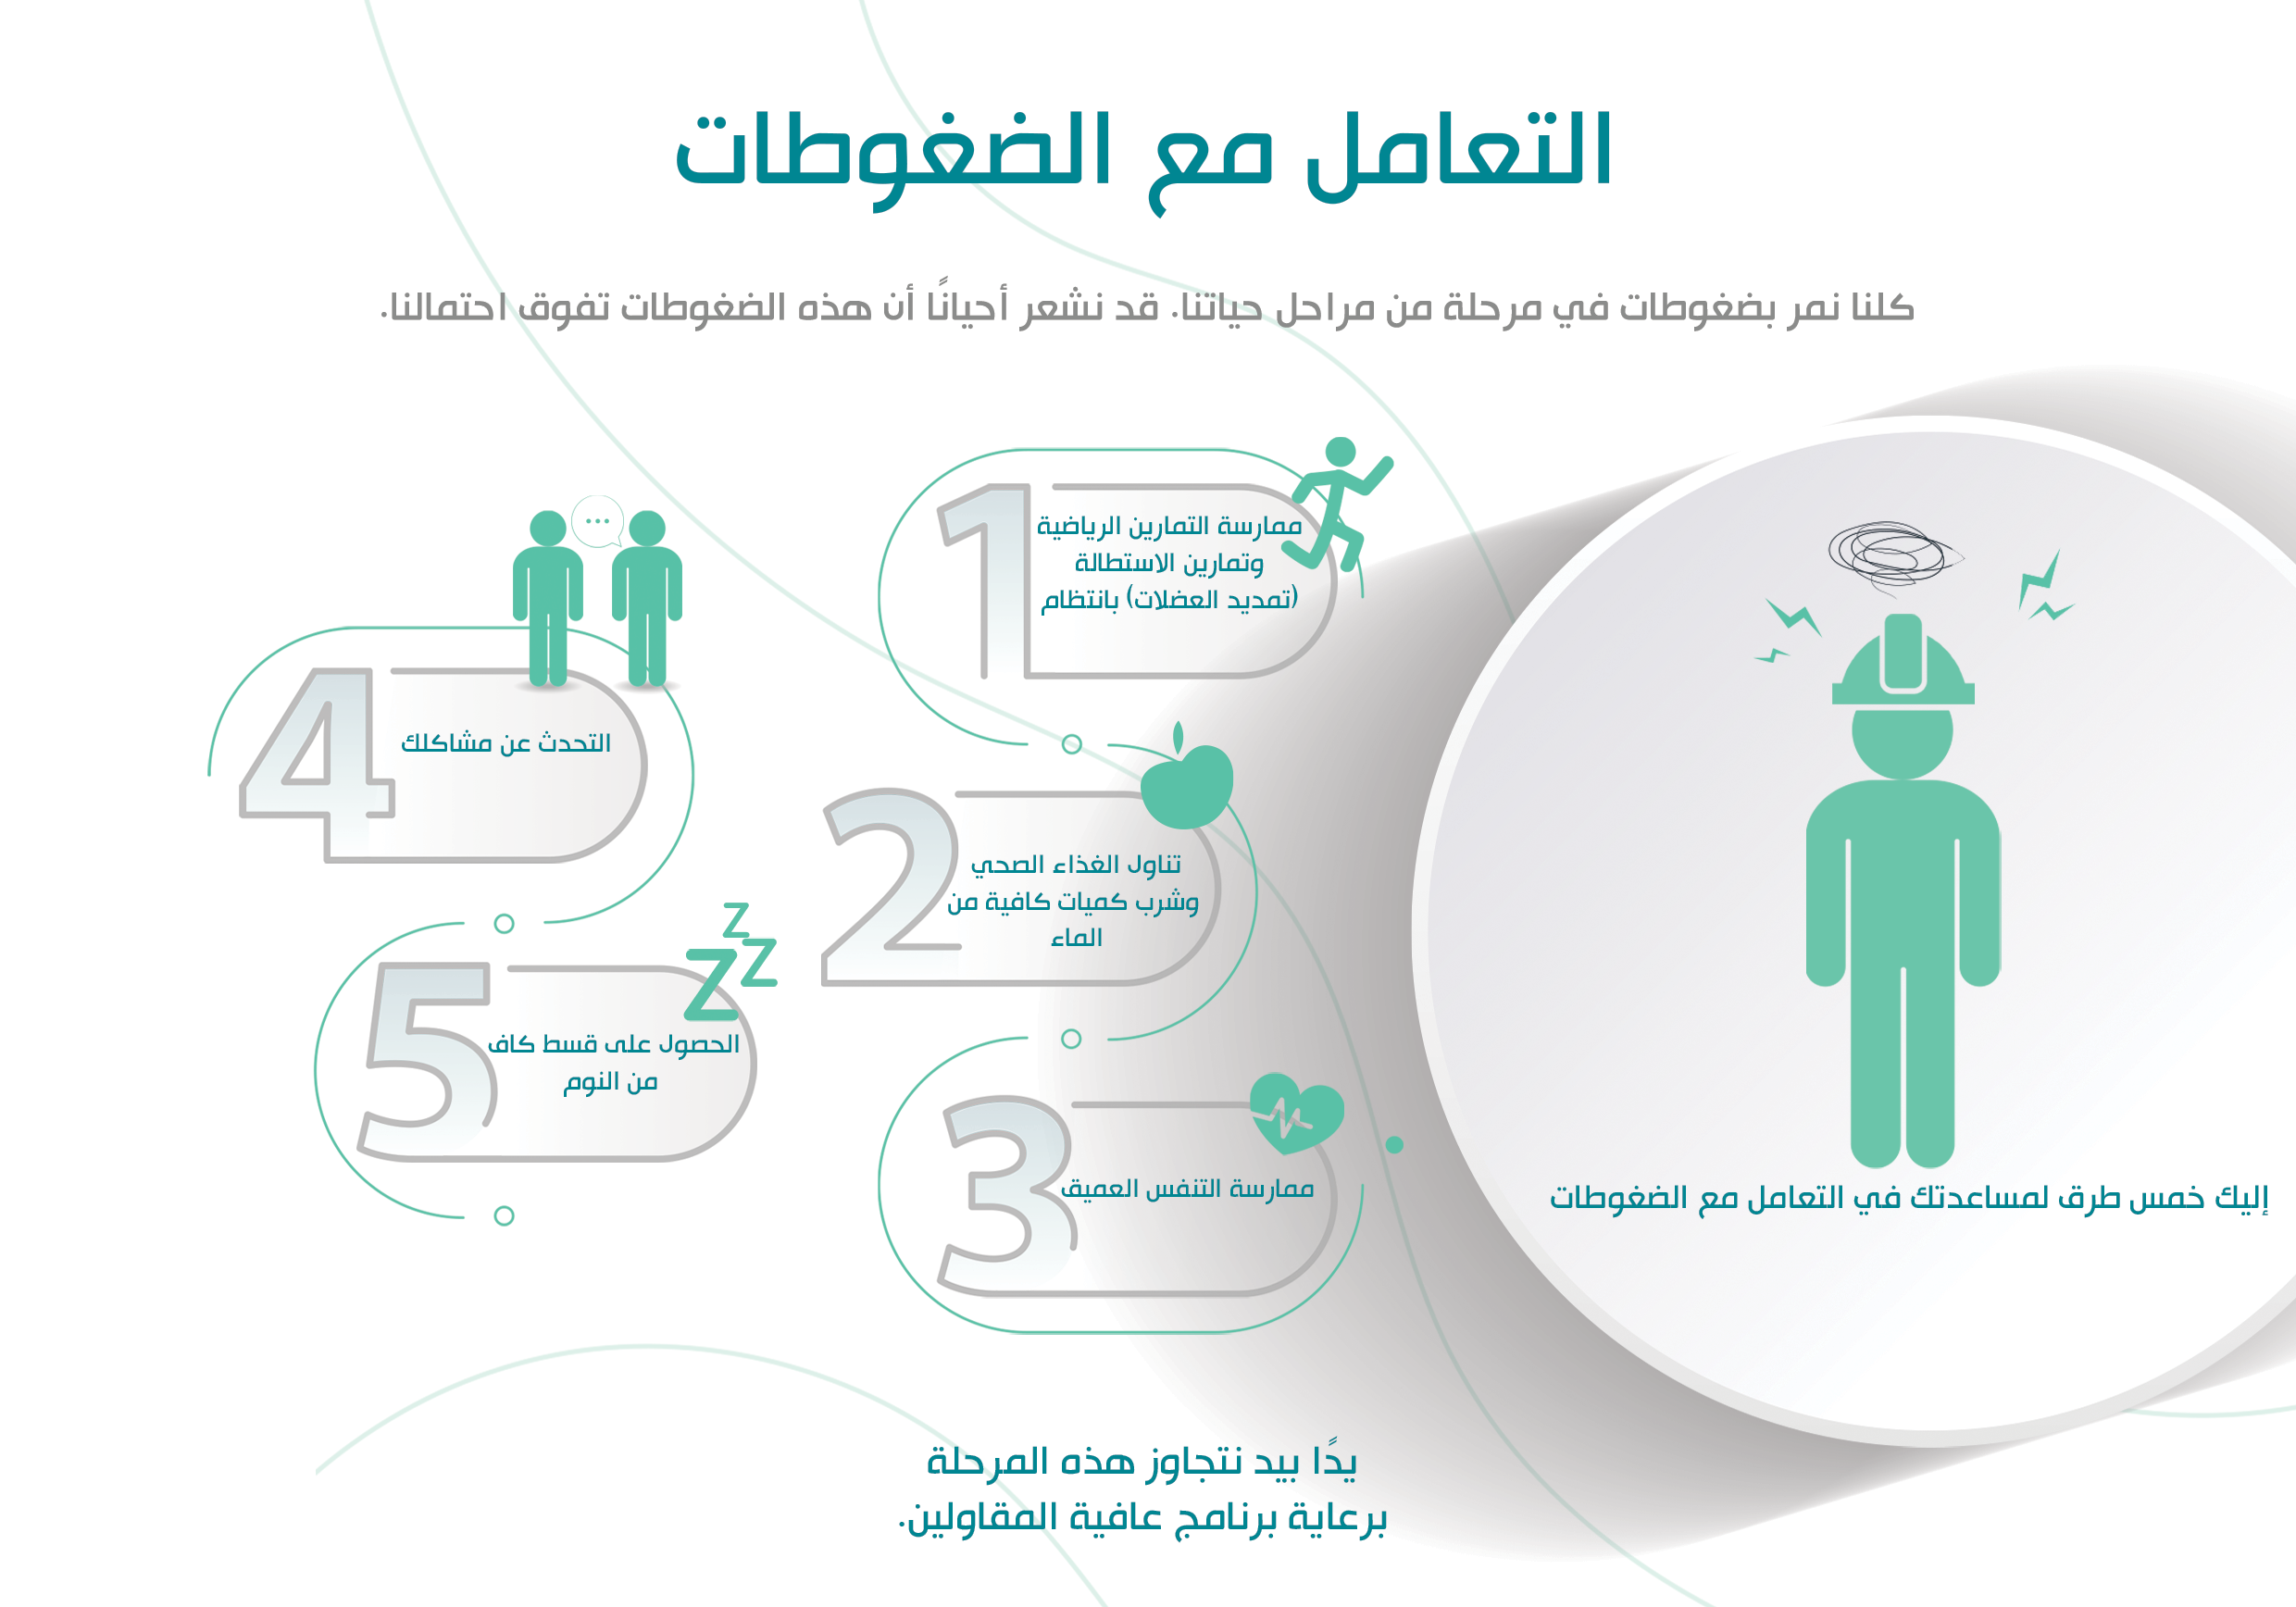 التعامل مع الضغوطات
كلنا نمر بضغوطات في مرحلة من مراحل حياتنا. قد نشعر أحيانًا أن هذه الضغوطات تفوق احتمالنا.
إليك خمس طرق لمساعدتك في التعامل مع الضغوطات
1
ممارسة التمارين الرياضية
وتمارين الاستطالة
(تمديد العضلات) بانتظام
2
تناول الغذاء الصحي
وشرب كميات كافية من
الماء
3
ممارسة التنفس العميق
4
التحدث عن مشاكلك
5
z
z
z
الحصول على قسط كاف
من النوم
يدًا بيد نتجاوز هذه المرحلة
برعاية برنامج عافية المقاولين.